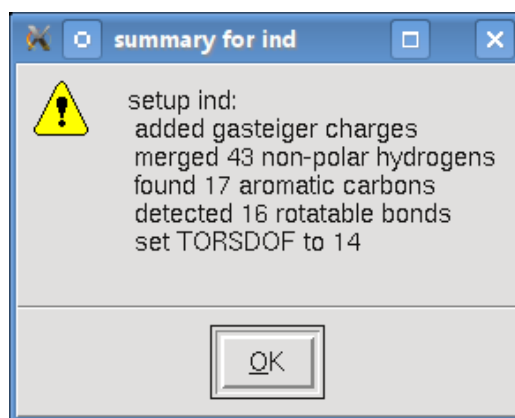 summary for ind
setup ind:
added gasteiger charges
merged 43 non-polar hydrogens
found 17 aromatic carbons
detected 16 rotatable bonds
set TORSDOF to 14
OK